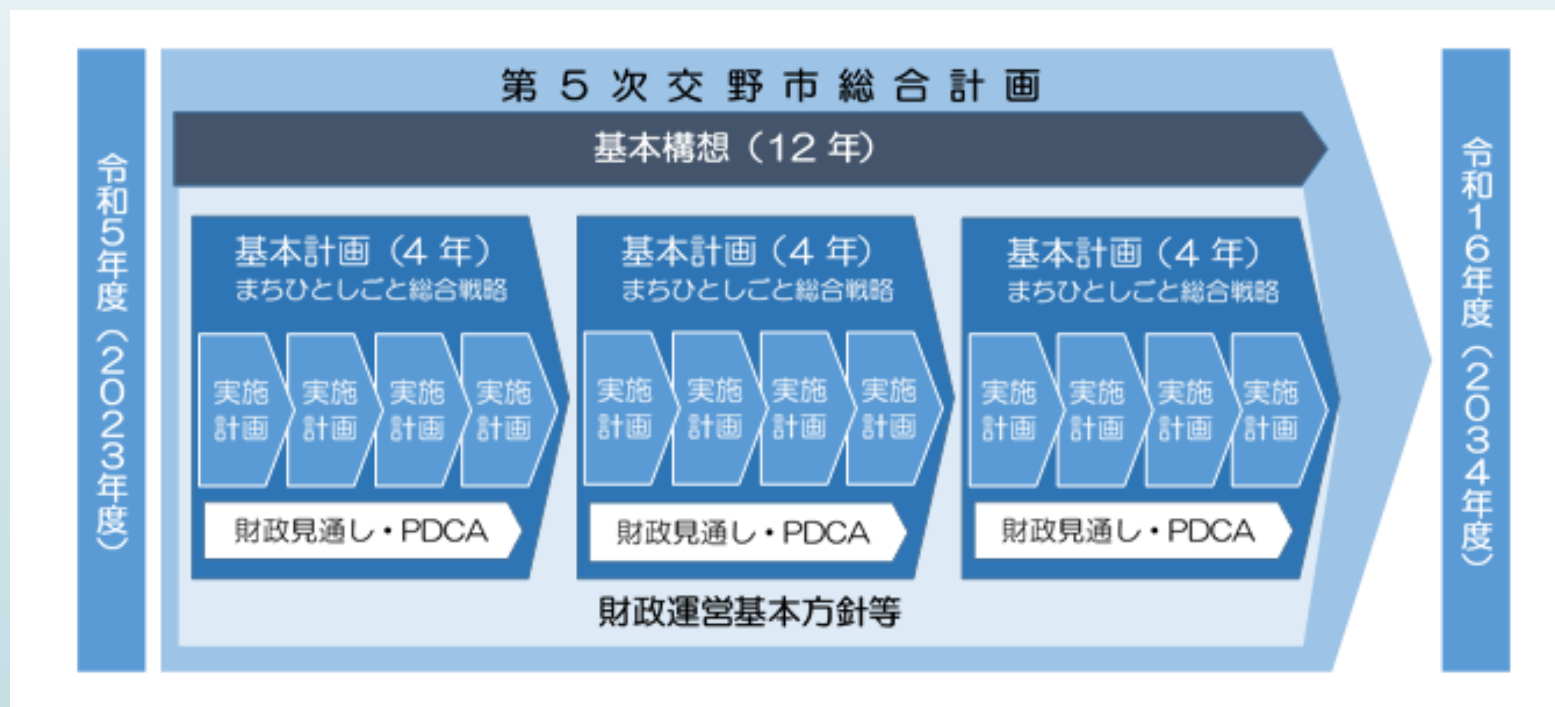 第５次交野市総合計画
基本構想（12年）
令和５年度（２０２３年度）
基本計画（4年）
まちひとしごと総合戦略
実施
計画
実施
計画
実施
計画
実施
計画
財政見通し・PDCA
基本計画（4年）
まちひとしごと総合戦略
実施
計画
実施
計画
実施
計画
実施
計画
財政見通し・PDCA
基本計画（4年）
まちひとしごと総合戦略
実施
計画
実施
計画
実施
計画
実施
計画
財政見通し・PDCA
財政運営基本方針等
令和１６年度（２０３４年度）